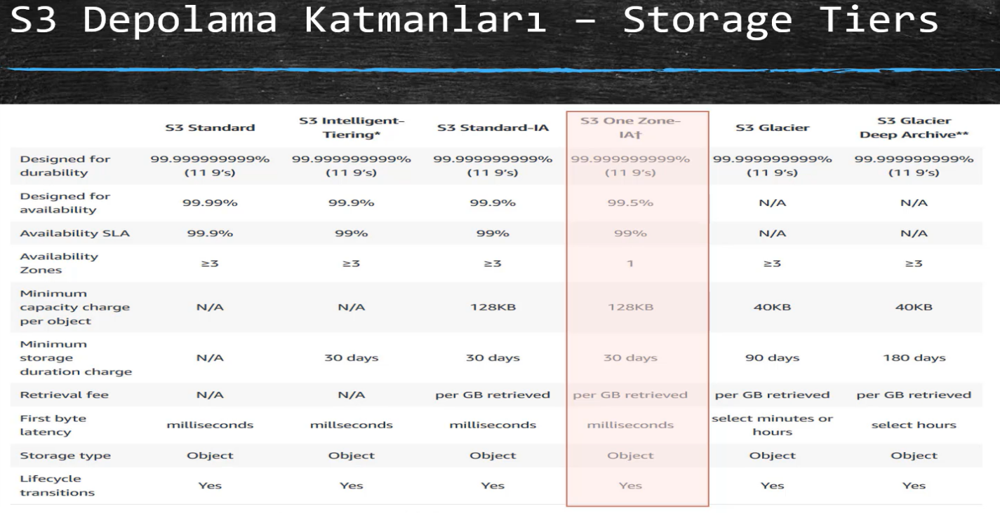 S3 Depolama Katmanları – Storage Tiers
S3 Standard
S3 Intelligent-
Tiering*
S3 Standard-IA
S3 One Zone-
IA†
S3 Glacier
S3 Glacier
Deep Archive**
Designed for
durability
99.999999999%
(11 9’s)
99.999999999%
(11 9’s)
99.999999999%
(11 9’s)
99.999999999%
(11 9’s)
99.999999999%
(11 9’s)
99.999999999%
(11 9’s)
Designed for
availability
99.99%
99.9%
99.9%
99.5%
N/A
N/A
Availability SLA
99.9%
99%
99%
99%
N/A
N/A
Availability
Zones
≥3
≥3
≥3
1
≥3
≥3
Minimum
capacity charge
per object
N/A
N/A
128KB
128KB
40KB
40KB
Minimum
storage
duration charge
N/A
30 days
30 days
30 days
90 days
180 days
Retrieval fee
N/A
N/A
per GB retrieved
per GB retrieved
per GB retrieved
per GB retrieved
First byte
latency
milliseconds
millseconds
milliseconds
milliseconds
select minutes or
hours
select hours
Storage type
Object
Object
Object
Object
Object
Object
Lifecycle
transitions
Yes
Yes
Yes
Yes
Yes
Yes